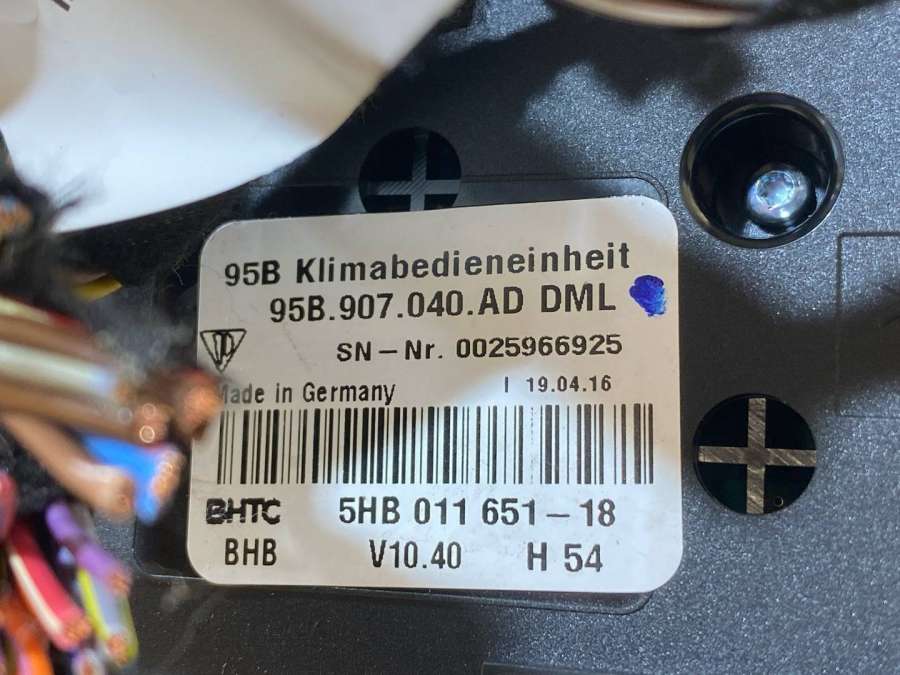 95B Klimabedieneinheit
95B.907.040.AD DML
SN-Nr. 0025966925
Made in Germany I 19.04.16
BHTC 5HB 011 651-18
BHB V10.40 H 54